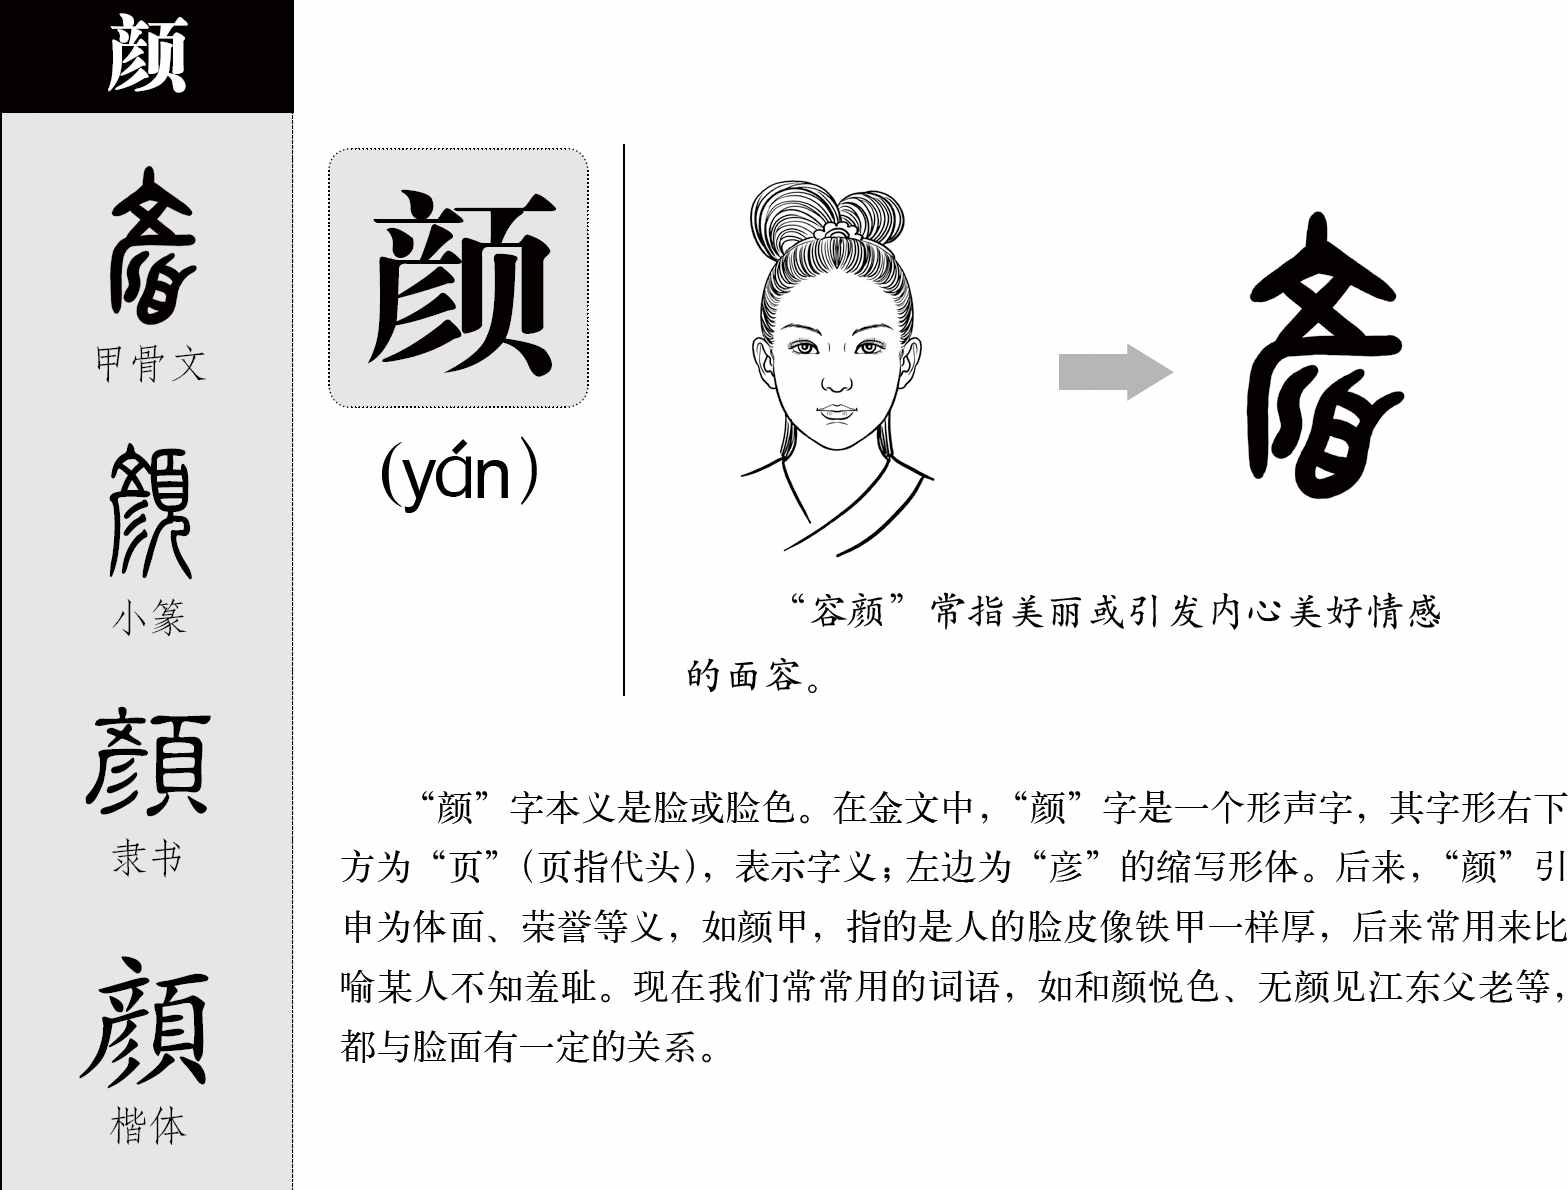 颜
甲骨文
顔
小篆
顔
隶书
顔
楷体
颜
(yán)
“容颜”常指美丽或引发内心美好情感
的面容。
“颜”字本义是脸或脸色。在金文中，“颜”字是一个形声字，其字形右下
方为“页”（页指代头），表示字义；左边为“彦”的缩写形体。后来，“颜”引
申为体面、荣誉等义，如颜甲，指的是人的脸皮像铁甲一样厚，后来常用来比
喻某人不知羞耻。现在我们常常用的词语，如和颜悦色、无颜见江东父老等，
都与脸面有一定的关系。